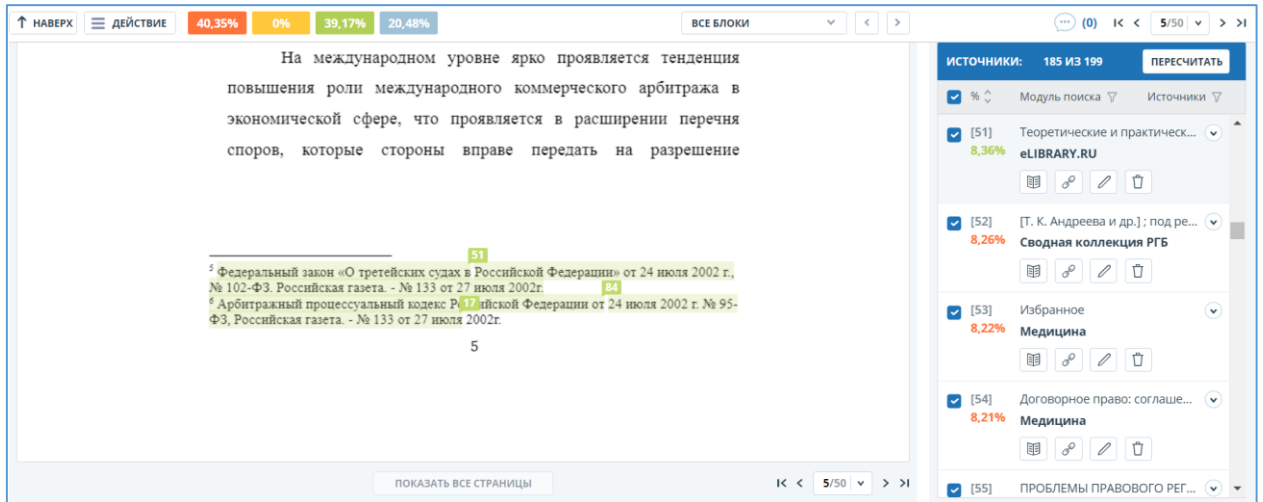 НАВЕРХ ДЕЙСТВИЕ 40,35% 0% 39,17% 20,48% ВСЕ БЛОКИ (0) 5/50
На международном уровне ярко проявляется тенденция
повышения роли международного коммерческого арбитража в
экономической сфере, что проявляется в расширении перечня
споров, которые стороны вправе передать на разрешение
51
5 Федеральный закон «О третейских судах в Российской Федерации» от 24 июля 2002 г.,
№ 102-ФЗ. Российская газета. - № 133 от 27 июля 2002г.
84
17
6 Арбитражный процессуальный кодекс Российской Федерации от 24 июля 2002 г. № 95-
ФЗ, Российская газета. - № 133 от 27 июля 2002г.
5
ПОКАЗАТЬ ВСЕ СТРАНИЦЫ 5/50
ИСТОЧНИКИ: 185 ИЗ 199 ПЕРЕСЧИТАТЬ
% Модуль поиска Источники
[51] Теоретические и практическ...
8,36% eLIBRARY.RU
[52] [Т. К. Андреева и др.] ; под ре...
8,26% Сводная коллекция РГБ
[53] Избранное
8,22% Медицина
[54] Договорное право: соглаше...
8,21% Медицина
[55] ПРОБЛЕМЫ ПРАВОВОГО РЕГ...